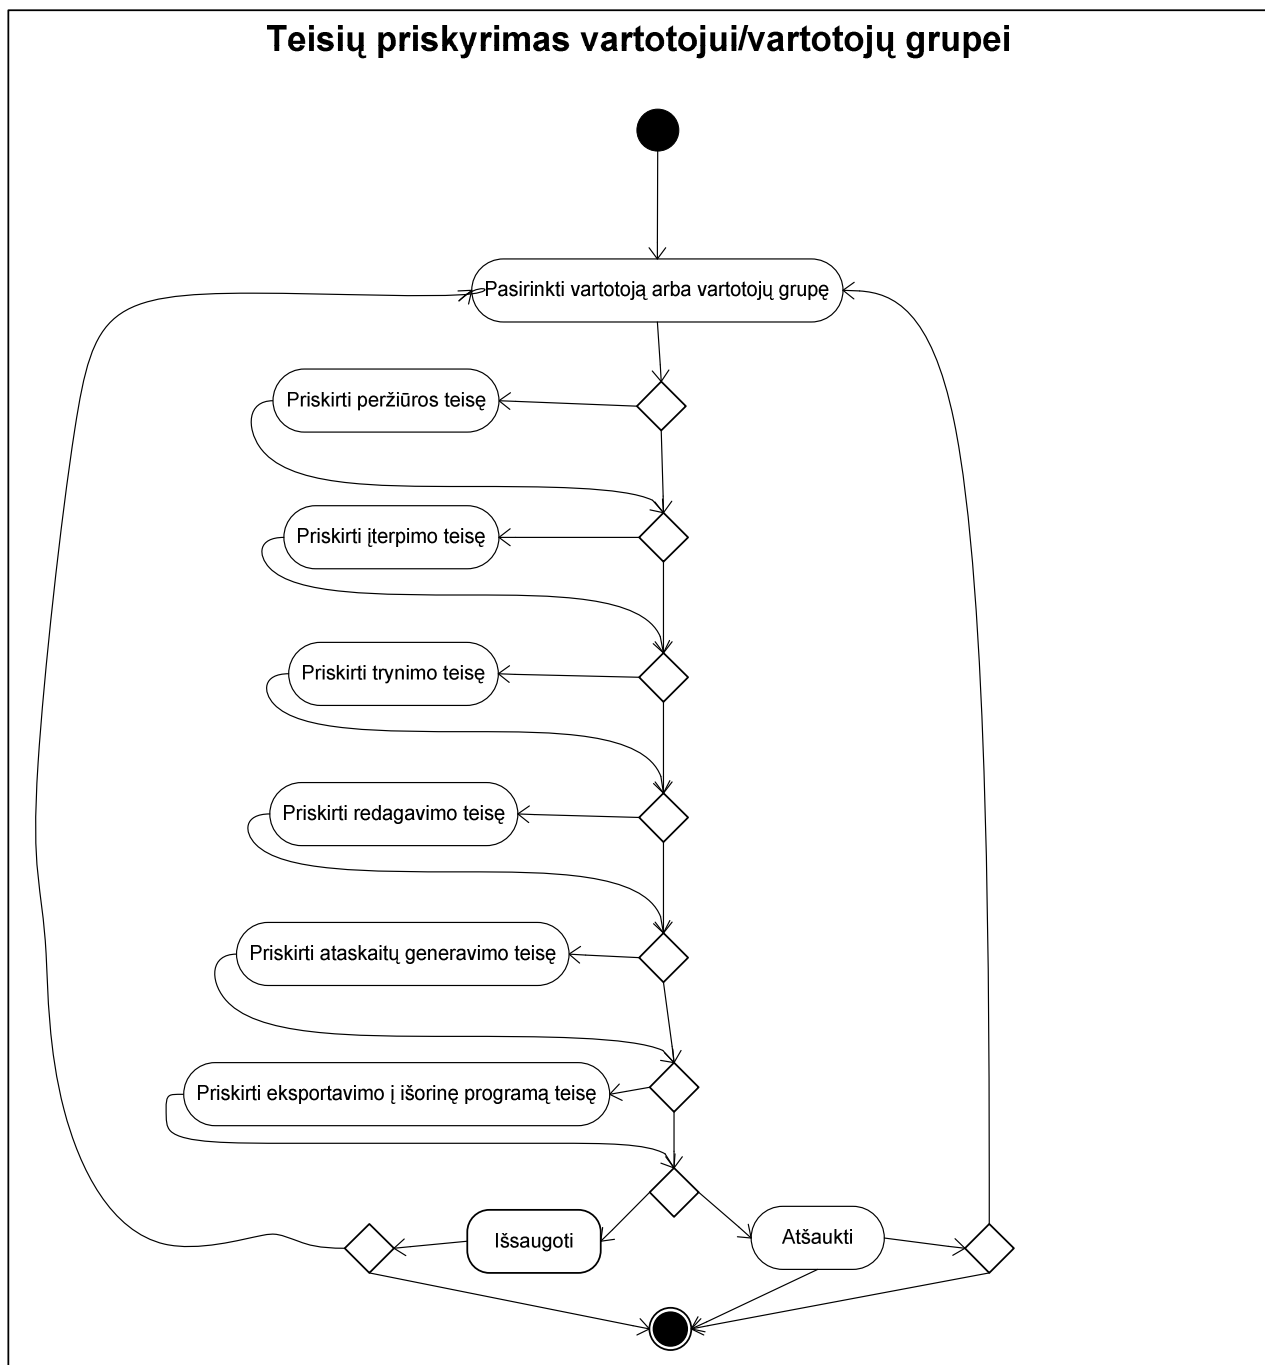 Teisių priskyrimas vartotojui/vartotojų grupei
Pasirinkti vartotoją arba vartotojų grupę
Priskirti peržiūros teisę
Priskirti įterpimo teisę
Priskirti trynimo teisę
Priskirti redagavimo teisę
Priskirti ataskaitų generavimo teisę
Priskirti eksportavimo į išorinę programą teisę
Išsaugoti
Atšaukti